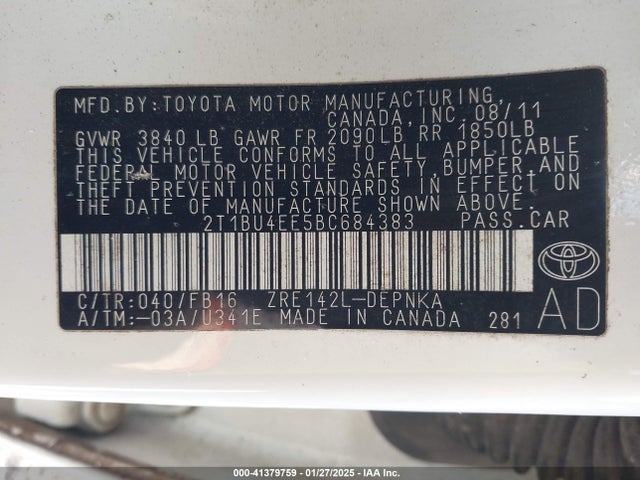 MFD. BY: TOYOTA MOTOR MANUFACTURING,
CANADA, INC. 08/11
GVWR 3840 LB GAWR FR 2090LB RR 1850LB
THIS VEHICLE CONFORMS TO ALL APPLICABLE
FEDERAL MOTOR VEHICLE SAFETY, BUMPER, AND
THEFT PREVENTION STANDARDS IN EFFECT ON
THE DATE OF MANUFACTURE SHOWN ABOVE.
2T1BU4EE5BC684383 PASS. CAR
C/TR: 040/FB16 ZRE142L-DEPNKA
A/TM: -03A/U341E MADE IN CANADA 281
AD
000-41379759 | 01/27/2025 | IAA Inc.